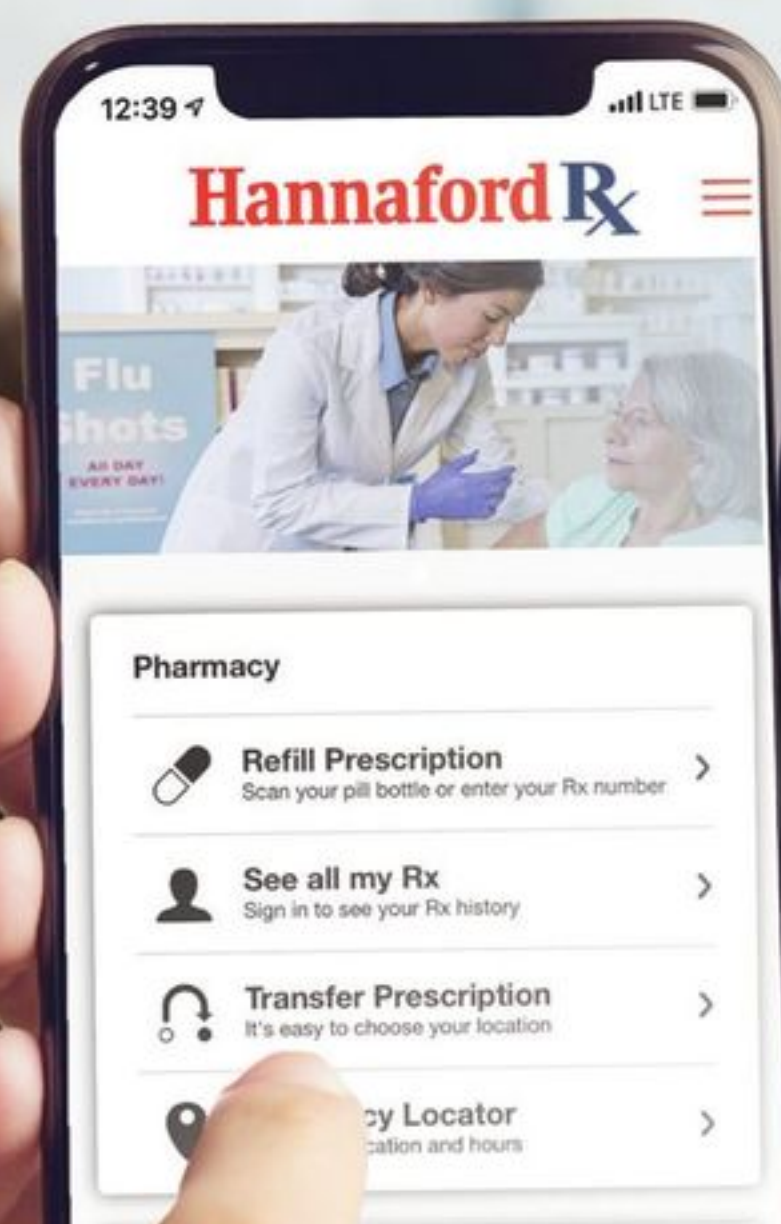 12:39
LTE
Hannaford Rx
Flu
Shots
ALL DAY
EVERY DAY!
Pharmacy
Refill Prescription
Scan your pill bottle or enter your Rx number
See all my Rx
Sign in to see your Rx history
Transfer Prescription
It's easy to choose your location
cy Locator
cation and hours